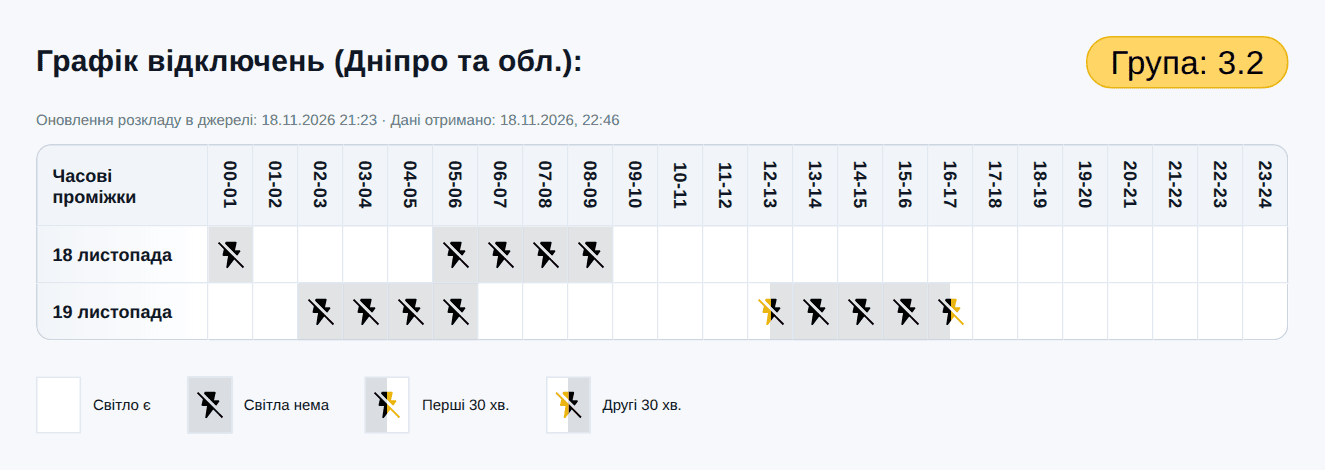 Графік відключень (Дніпро та обл.):
Група: 3.2
Оновлення розкладу в джерелі: 18.11.2026 21:23 · Дані отримано: 18.11.2026, 22:46
Часові
проміжки
00-01
01-02
02-03
03-04
04-05
05-06
06-07
07-08
08-09
09-10
10-11
11-12
12-13
13-14
14-15
15-16
16-17
17-18
18-19
19-20
20-21
21-22
22-23
23-24
18 листопада
19 листопада
Світло є
Світла нема
Перші 30 хв.
Другі 30 хв.